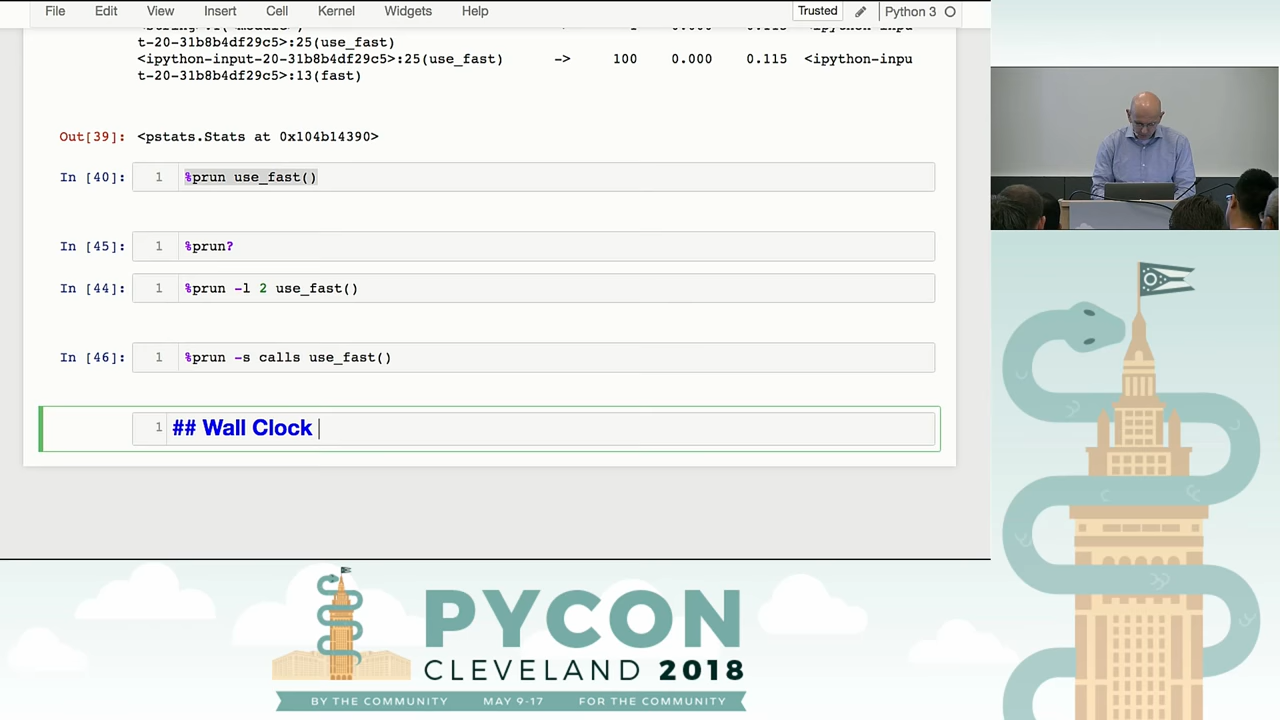 File Edit View Insert Cell Kernel Widgets Help Trusted Python 3
t-20-31b8b4df29c5>:25(use_fast)
<ipython-input-20-31b8b4df29c5>:25(use_fast) -> 100 0.000 0.115 <ipython-inpu
t-20-31b8b4df29c5>:13(fast)
Out[39]: <pstats.Stats at 0x104b14390>
In [40]: 1 %prun use_fast()
In [45]: 1 %prun?
In [44]: 1 %prun -l 2 use_fast()
In [46]: 1 %prun -s calls use_fast()
1 ## Wall Clock
PYCON
CLEVELAND 2018
BY THE COMMUNITY MAY 9-17 FOR THE COMMUNITY